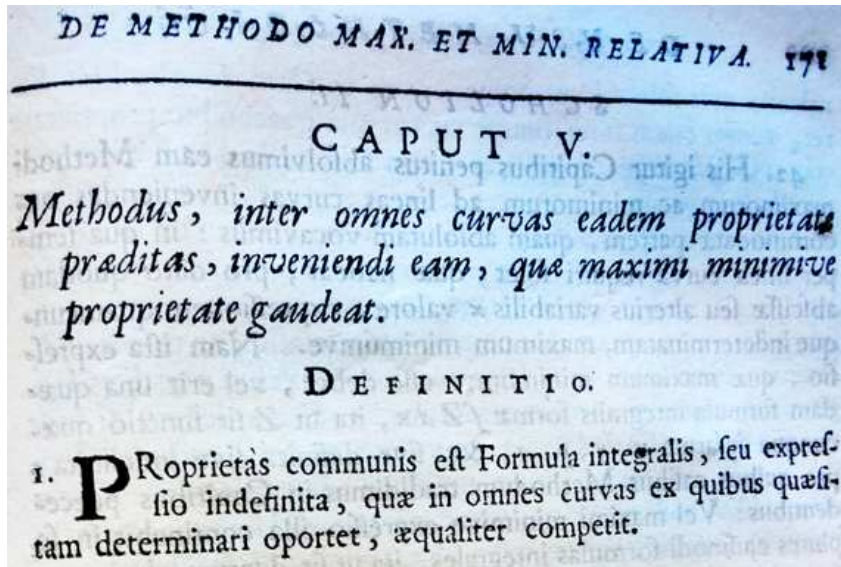 DE METHODO MAX. ET MIN. RELATIVA. 171
CAPUT V.
Methodus, inter omnes curvas eadem proprietate
præditas, inveniendi eam, quæ maximi minimive
proprietate gaudeat.
DEFINITIO.
1. PRoprietas communis eſt Formula integralis, ſeu expreſ-
ſio indefinita, quæ in omnes curvas ex quibus quæſi-
tam determinari oportet, æqualiter competit.